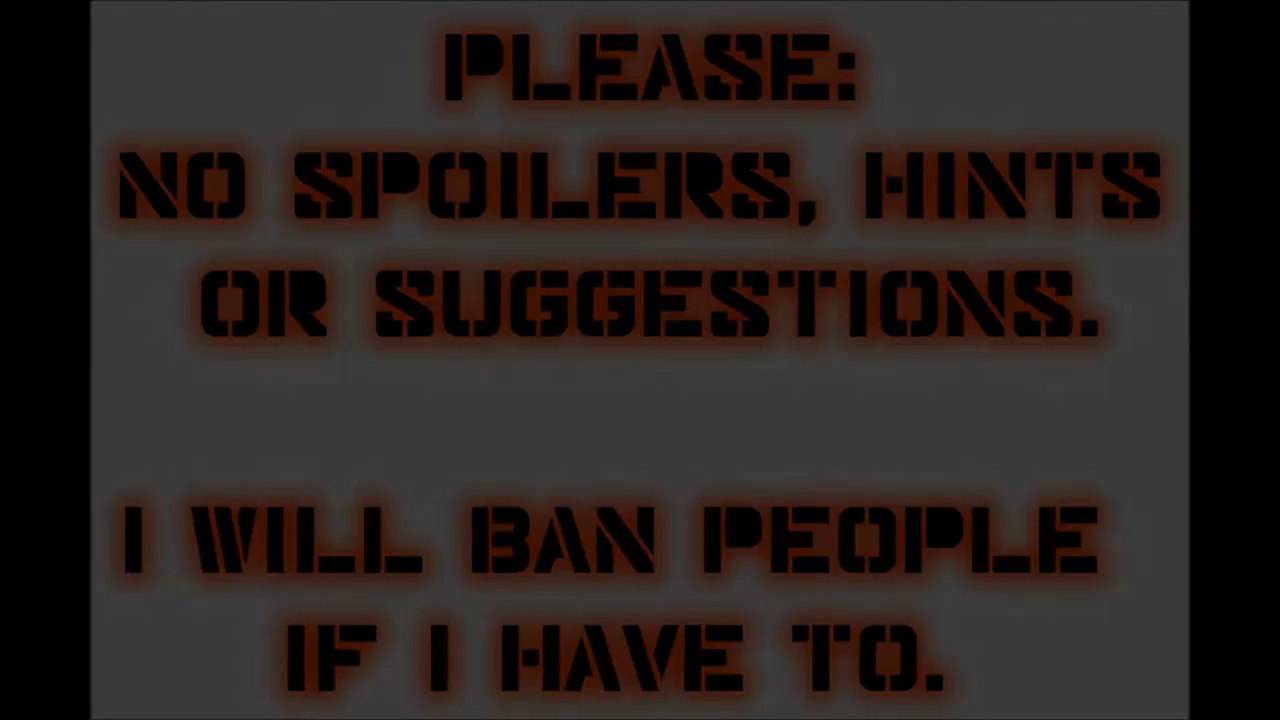 PLEASE:
NO SPOILERS, HINTS
OR SUGGESTIONS.
I WILL BAN PEOPLE
IF I HAVE TO.